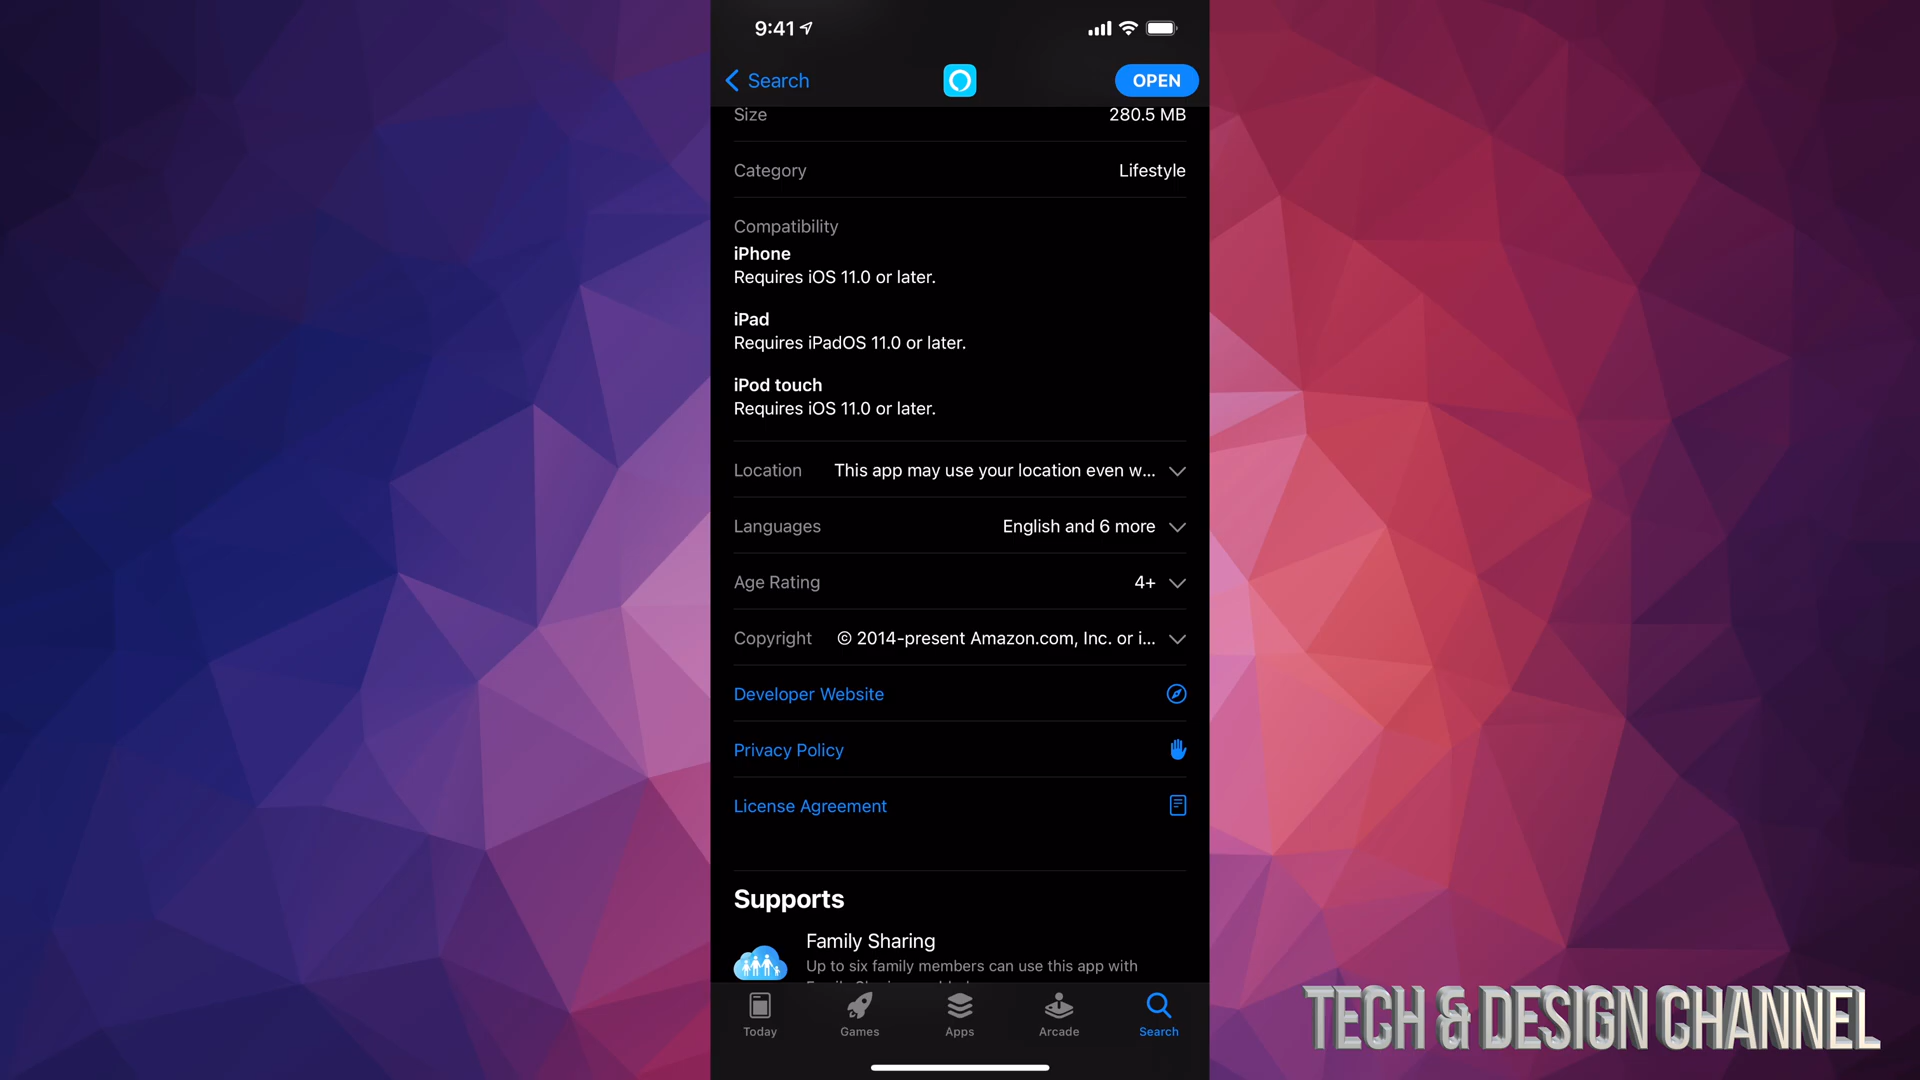 9:41
Search
OPEN
Size 280.5 MB
Category Lifestyle
Compatibility
iPhone
Requires iOS 11.0 or later.
iPad
Requires iPadOS 11.0 or later.
iPod touch
Requires iOS 11.0 or later.
Location This app may use your location even w...
Languages English and 6 more
Age Rating 4+
Copyright © 2014-present Amazon.com, Inc. or i...
Developer Website
Privacy Policy
License Agreement
Supports
Family Sharing
Up to six family members can use this app with
Today Games Apps Arcade Search
TECH & DESIGN CHANNEL